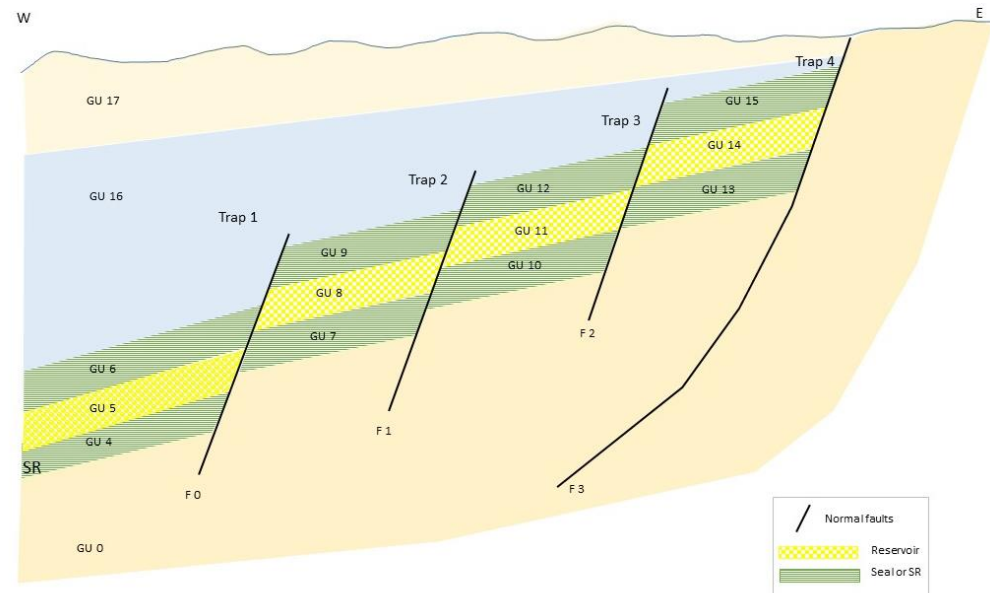 W
E
GU 17
Trap 4
GU 15
Trap 3
GU 14
Trap 2
GU 12
GU 13
GU 16
Trap 1
GU 11
GU 9
GU 10
GU 8
GU 7
F 2
GU 6
GU 5
F 1
GU 4
SR
F 0
F 3
GU 0
Normal faults
Reservoir
Seal or SR